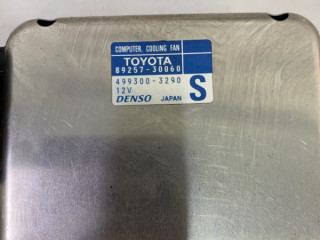 COMPUTER, COOLING FAN
TOYOTA
89257-30060
499300-3290
12V
DENSO JAPAN
S